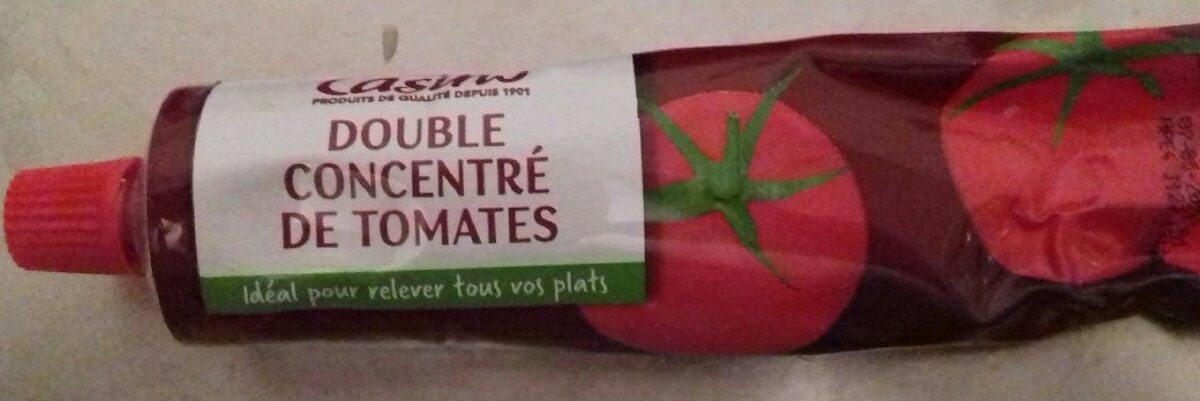 Casino
PRODUITS DE QUALITÉ DEPUIS 1901
DOUBLE
CONCENTRÉ
DE TOMATES
Idéal pour relever tous vos plats